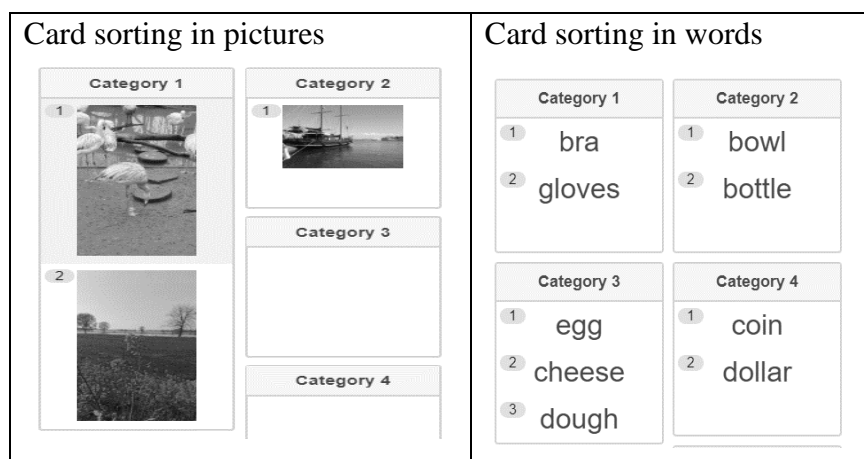 Card sorting in pictures
Category 1
1
2
Category 2
1
Category 3
Category 4
Card sorting in words
Category 1
1 bra
2 gloves
Category 2
1 bowl
2 bottle
Category 3
1 egg
2 cheese
3 dough
Category 4
1 coin
2 dollar